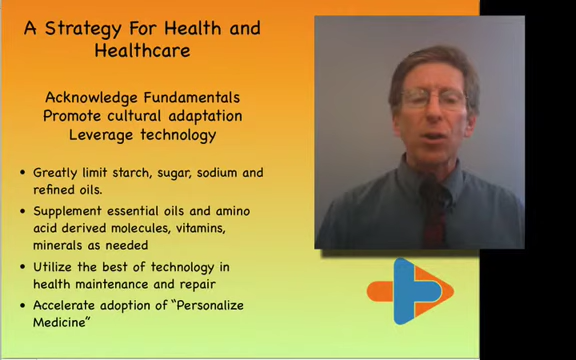 A Strategy For Health and
Healthcare
Acknowledge Fundamentals
Promote cultural adaptation
Leverage technology
• Greatly limit starch, sugar, sodium and
refined oils.
• Supplement essential oils and amino
acid derived molecules, vitamins,
minerals as needed
• Utilize the best of technology in
health maintenance and repair
• Accelerate adoption of "Personalize
Medicine"